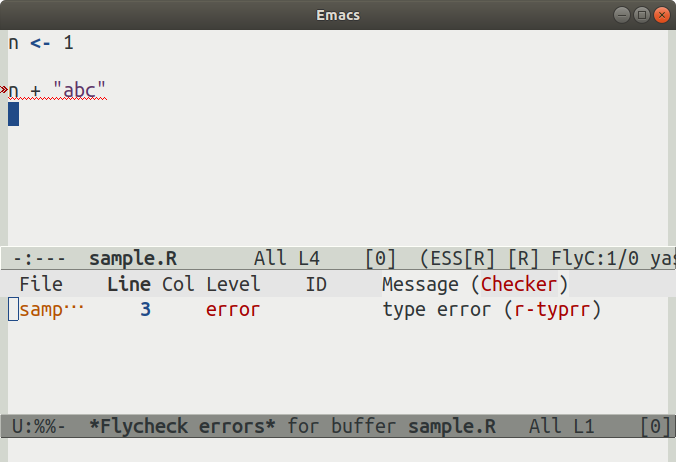 Emacs
n <- 1
n + "abc"
-:--- sample.R All L4 [0] (ESS[R] [R] FlyC:1/0 yas
File Line Col Level ID Message (Checker)
samp… 3 error type error (r-typrr)
U:%%- *Flycheck errors* for buffer sample.R All L1 [0]